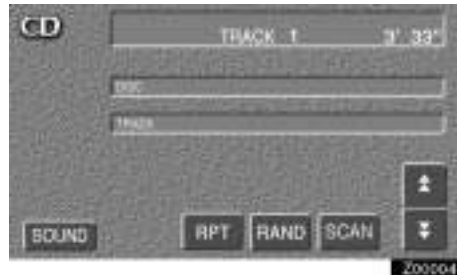 CD
TRACK 1 3' 33"
DISC
TRACK
SOUND RPT RAND SCAN
Z00004